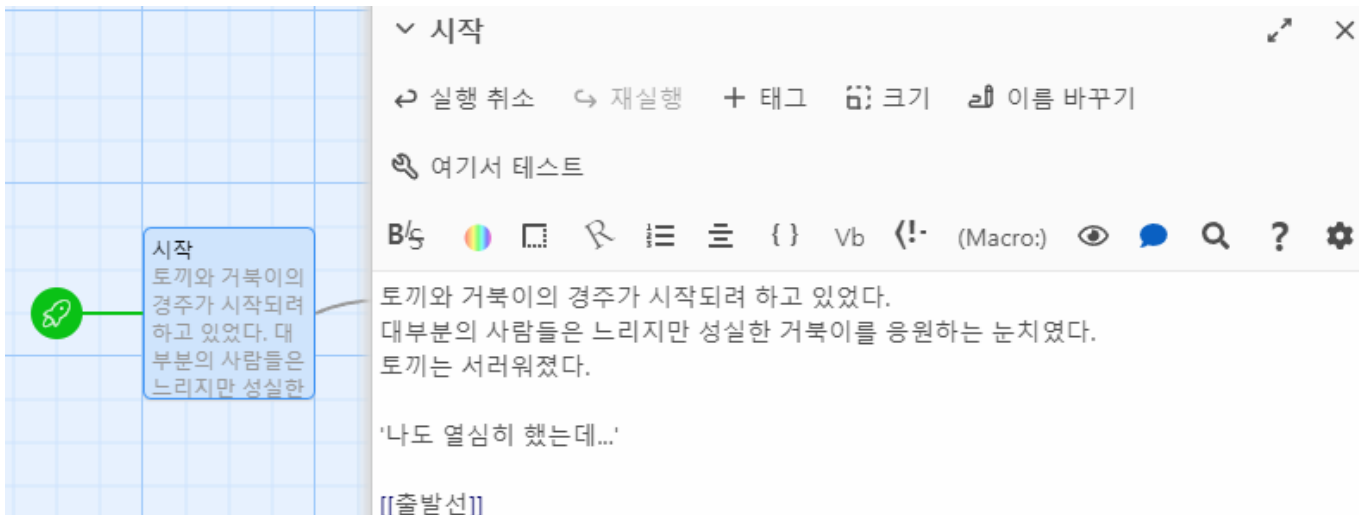 시작
실행 취소 재실행 태그 크기 이름 바꾸기
여기서 테스트
Vb (Macro:) ?
시작
토끼와 거북이의
경주가 시작되려
하고 있었다. 대
부분의 사람들은
느리지만 성실한
토끼와 거북이의 경주가 시작되려 하고 있었다.
대부분의 사람들은 느리지만 성실한 거북이를 응원하는 눈치였다.
토끼는 서러워졌다.
'나도 열심히 했는데...'
[[출발선]]